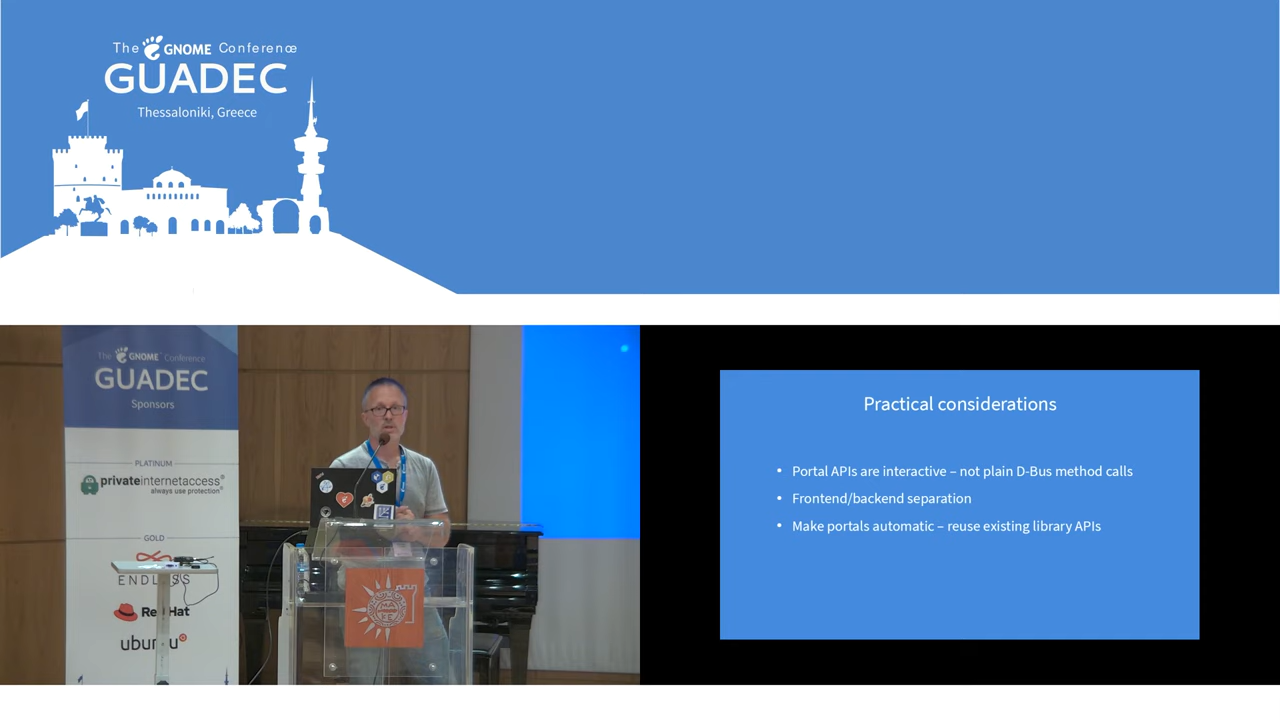 The GNOME Conference
GUADEC
Thessaloniki, Greece
The GNOME Conference
GUADEC
Sponsors
PLATINUM
privateinternetaccess®
always use protection®
GOLD
ENDLESS
Red Hat
ubuntu
Practical considerations
• Portal APIs are interactive – not plain D-Bus method calls
• Frontend/backend separation
• Make portals automatic – reuse existing library APIs